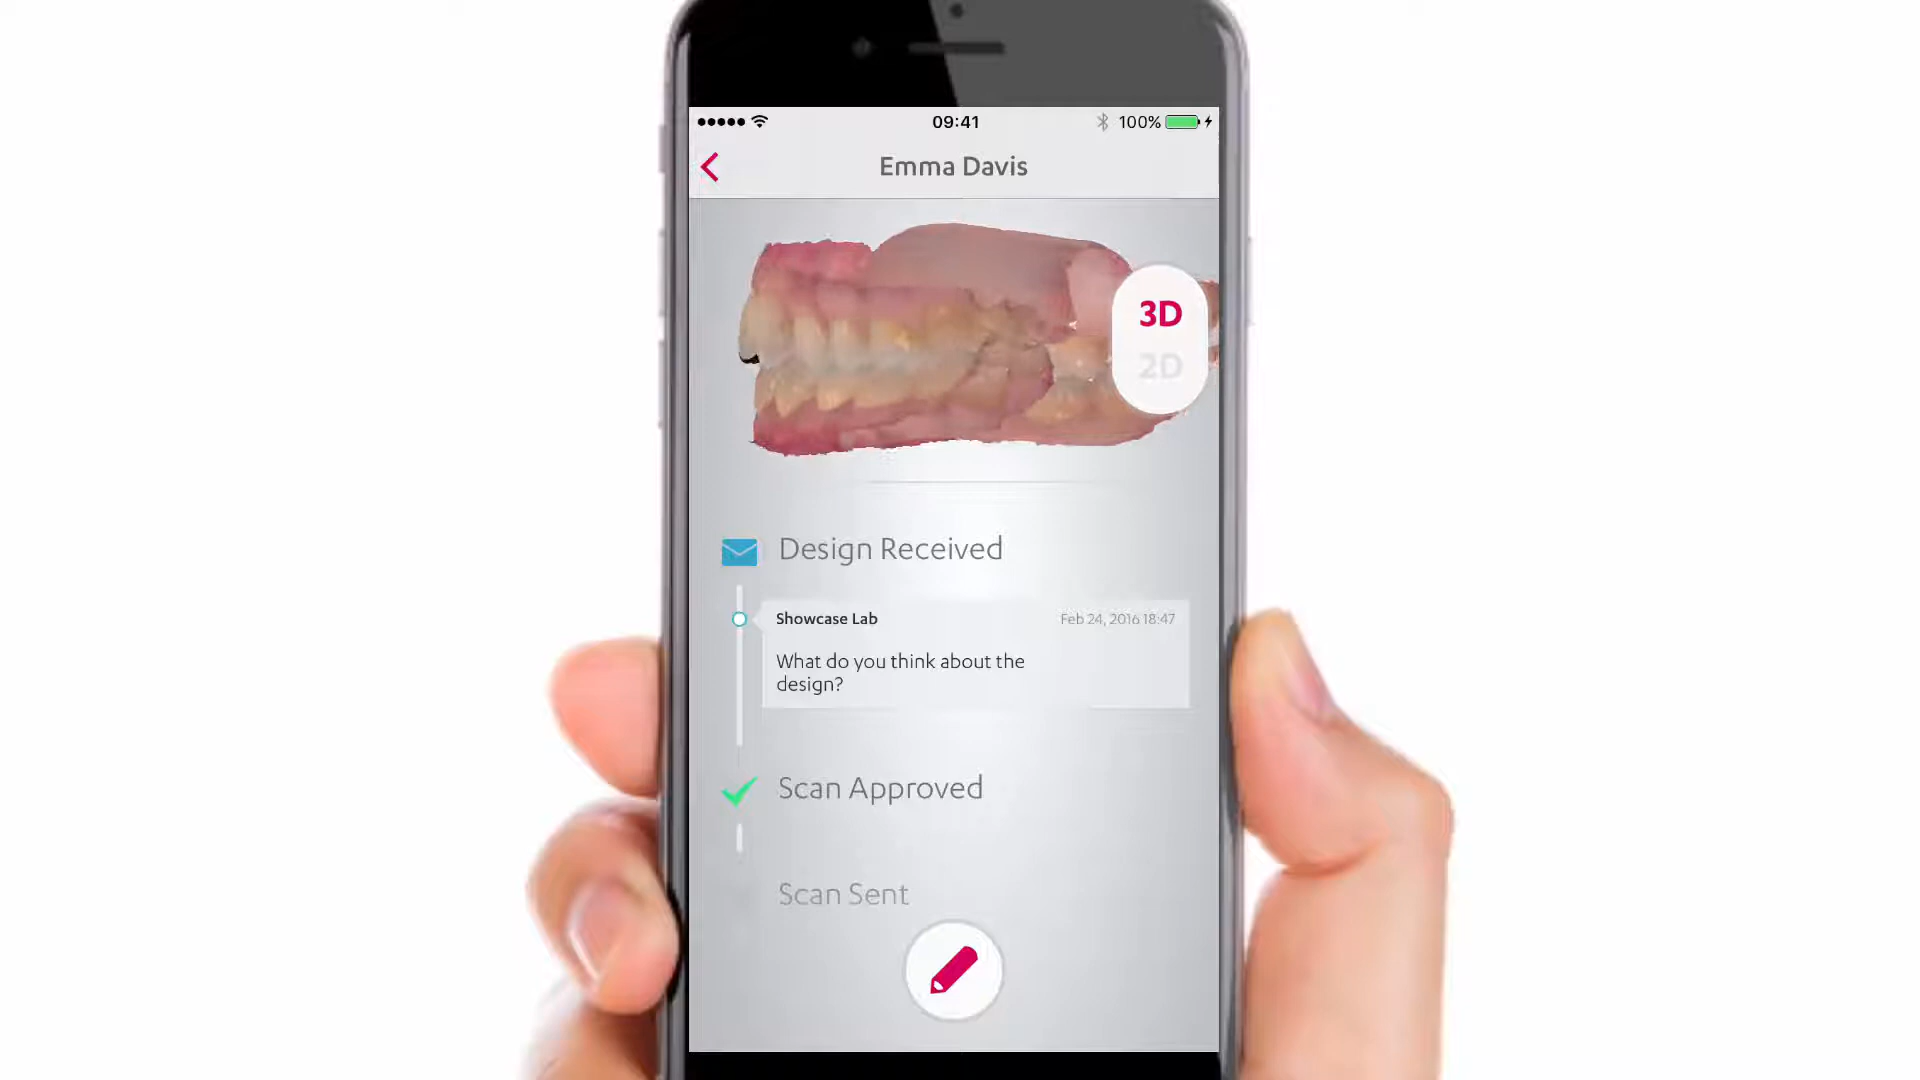 09:41
100%
Emma Davis
3D
2D
Design Received
Showcase Lab
Feb 24, 2016 18:47
What do you think about the
design?
Scan Approved
Scan Sent